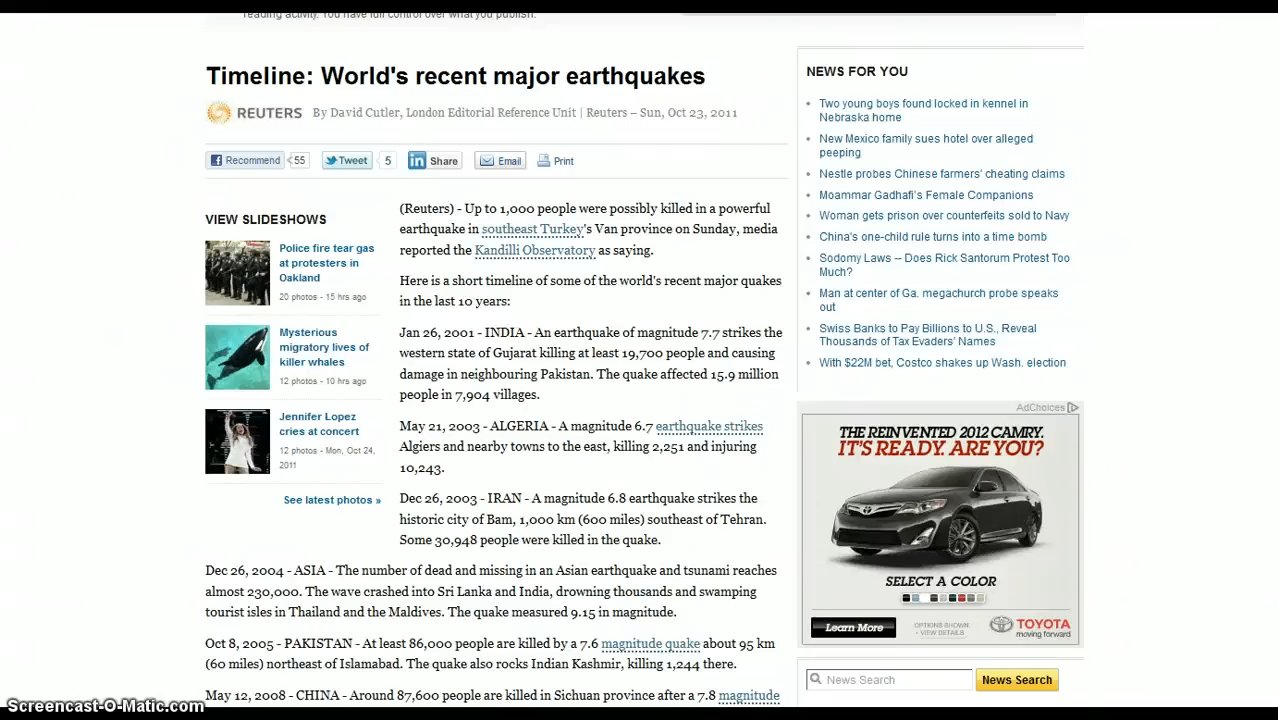 reading activity. You have full control over what you publish.
Timeline: World's recent major earthquakes
REUTERS By David Cutler, London Editorial Reference Unit | Reuters – Sun, Oct 23, 2011
Recommend 55 Tweet 5 in Share Email Print
VIEW SLIDESHOWS
Police fire tear gas
at protesters in
Oakland
20 photos - 15 hrs ago
Mysterious
migratory lives of
killer whales
12 photos - 10 hrs ago
Jennifer Lopez
cries at concert
12 photos - Mon, Oct 24,
2011
See latest photos »
(Reuters) - Up to 1,000 people were possibly killed in a powerful
earthquake in southeast Turkey's Van province on Sunday, media
reported the Kandilli Observatory as saying.
Here is a short timeline of some of the world's recent major quakes
in the last 10 years:
Jan 26, 2001 - INDIA - An earthquake of magnitude 7.7 strikes the
western state of Gujarat killing at least 19,700 people and causing
damage in neighbouring Pakistan. The quake affected 15.9 million
people in 7,904 villages.
May 21, 2003 - ALGERIA - A magnitude 6.7 earthquake strikes
Algiers and nearby towns to the east, killing 2,251 and injuring
10,243.
Dec 26, 2003 - IRAN - A magnitude 6.8 earthquake strikes the
historic city of Bam, 1,000 km (600 miles) southeast of Tehran.
Some 30,948 people were killed in the quake.
Dec 26, 2004 - ASIA - The number of dead and missing in an Asian earthquake and tsunami reaches
almost 230,000. The wave crashed into Sri Lanka and India, drowning thousands and swamping
tourist isles in Thailand and the Maldives. The quake measured 9.15 in magnitude.
Oct 8, 2005 - PAKISTAN - At least 86,000 people are killed by a 7.6 magnitude quake about 95 km
(60 miles) northeast of Islamabad. The quake also rocks Indian Kashmir, killing 1,244 there.
May 12, 2008 - CHINA - Around 87,600 people are killed in Sichuan province after a 7.8 magnitude
NEWS FOR YOU
Two young boys found locked in kennel in
Nebraska home
New Mexico family sues hotel over alleged
peeping
Nestle probes Chinese farmers' cheating claims
Moammar Gadhafi's Female Companions
Woman gets prison over counterfeits sold to Navy
China's one-child rule turns into a time bomb
Sodomy Laws -- Does Rick Santorum Protest Too
Much?
Man at center of Ga. megachurch probe speaks
out
Swiss Banks to Pay Billions to U.S., Reveal
Thousands of Tax Evaders' Names
With $22M bet, Costco shakes up Wash. election
AdChoices
THE REINVENTED 2012 CAMRY.
IT'S READY. ARE YOU?
SELECT A COLOR
Learn More
OPTIONS SHOWN
• VIEW DETAILS
TOYOTA
moving forward
News Search News Search
Screencast-O-Matic.com